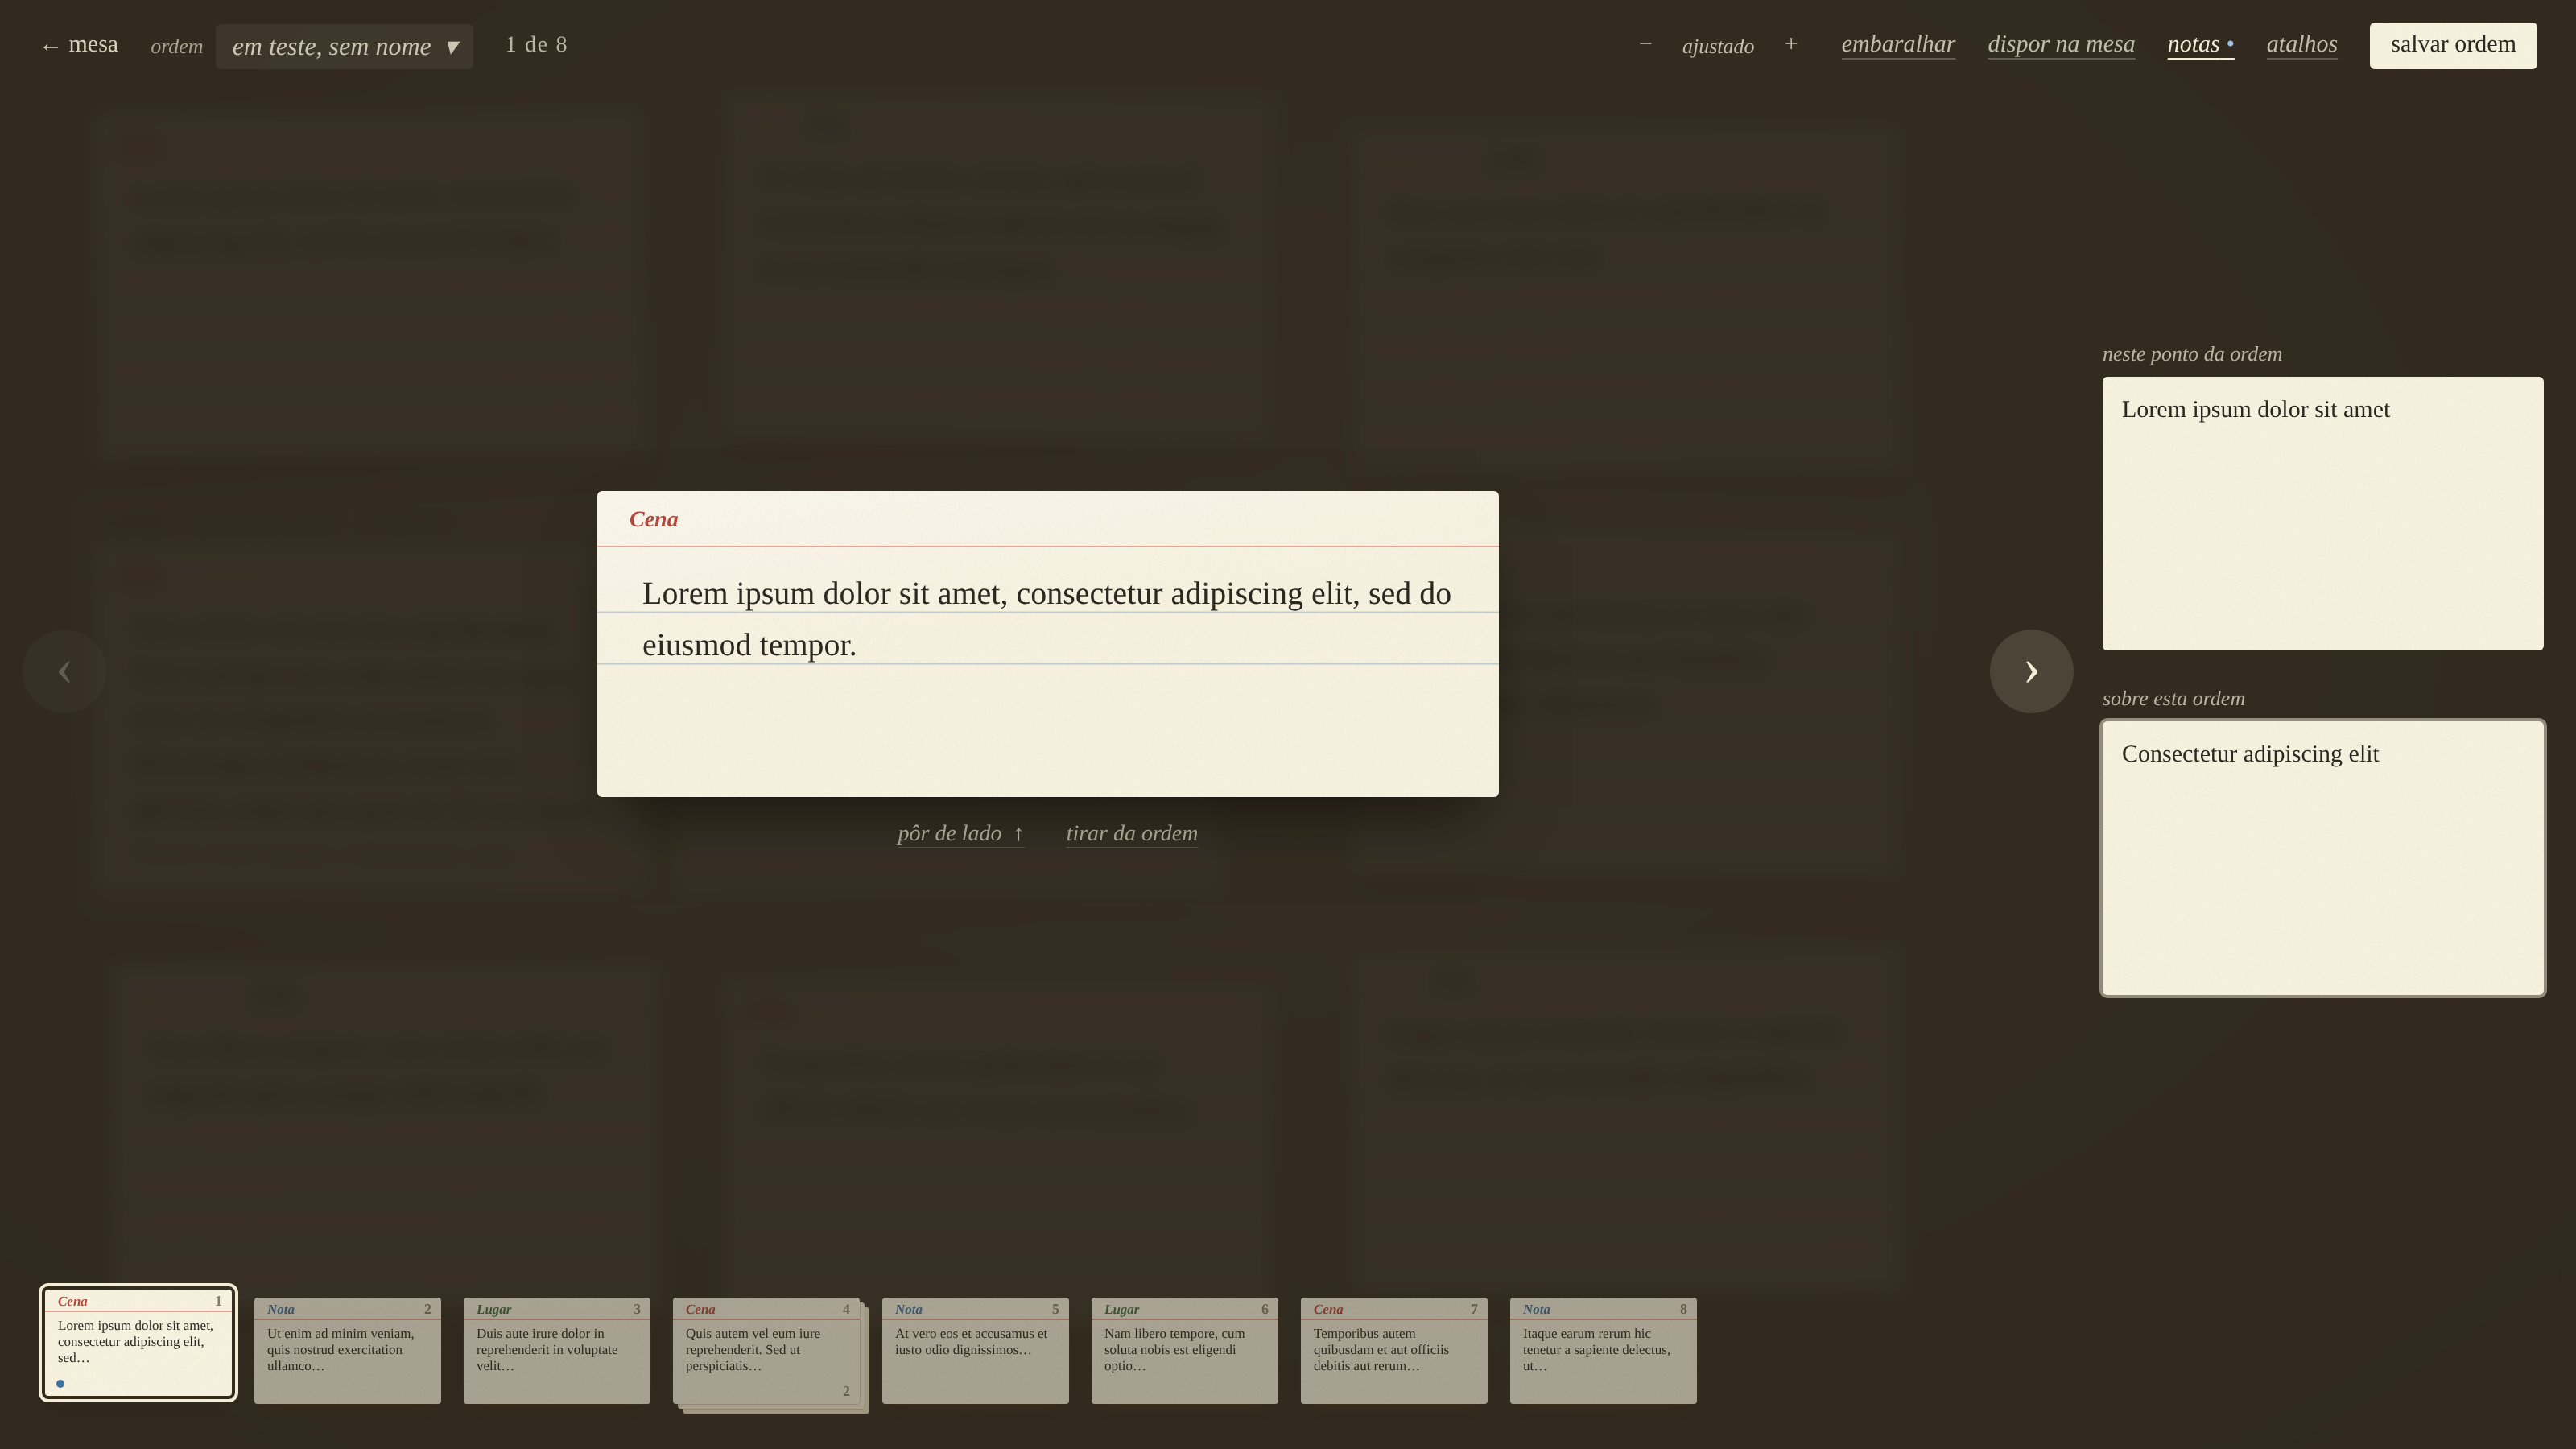 ← mesa ordem em teste, sem nome ▾ 1 de 8 − ajustado + embaralhar dispor na mesa notas • atalhos salvar ordem
neste ponto da ordem
Lorem ipsum dolor sit amet
Cena
Lorem ipsum dolor sit amet, consectetur adipiscing elit, sed do
eiusmod tempor.
‹
›
sobre esta ordem
Consectetur adipiscing elit
pôr de lado ↑ tirar da ordem
Cena 1
Lorem ipsum dolor sit amet,
consectetur adipiscing elit,
sed…
Nota 2
Ut enim ad minim veniam,
quis nostrud exercitation
ullamco…
Lugar 3
Duis aute irure dolor in
reprehenderit in voluptate
velit…
Cena 4
Quis autem vel eum iure
reprehenderit. Sed ut
perspiciatis…
2
Nota 5
At vero eos et accusamus et
iusto odio dignissimos…
Lugar 6
Nam libero tempore, cum
soluta nobis est eligendi
optio…
Cena 7
Temporibus autem
quibusdam et aut officiis
debitis aut rerum…
Nota 8
Itaque earum rerum hic
tenetur a sapiente delectus,
ut…